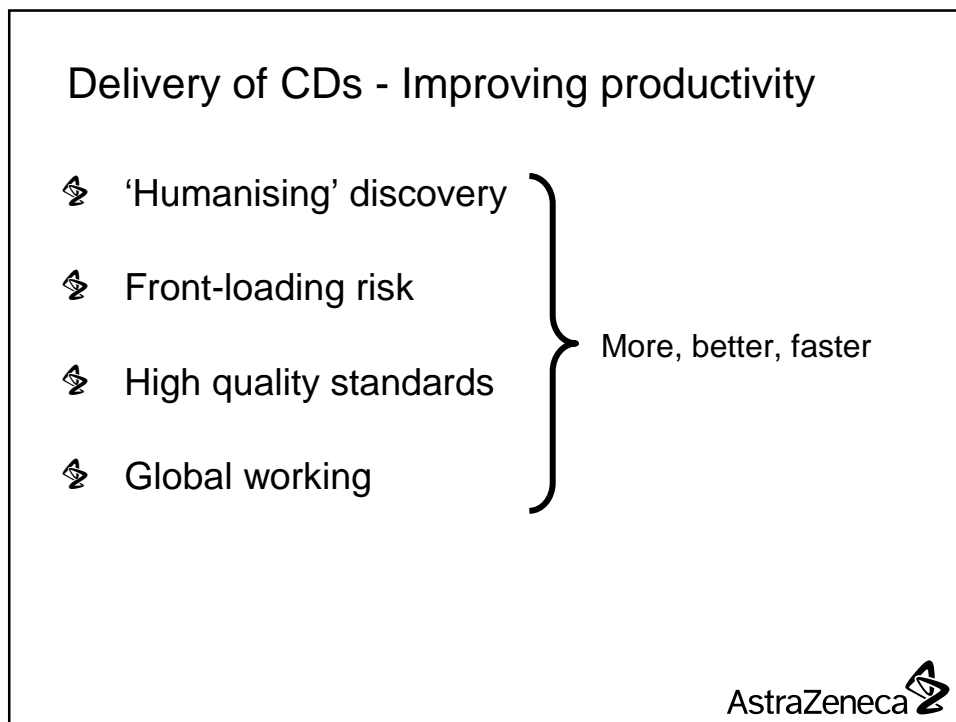 Delivery of CDs - Improving productivity
‘Humanising’ discovery
Front-loading risk
High quality standards
Global working
More, better, faster
AstraZeneca